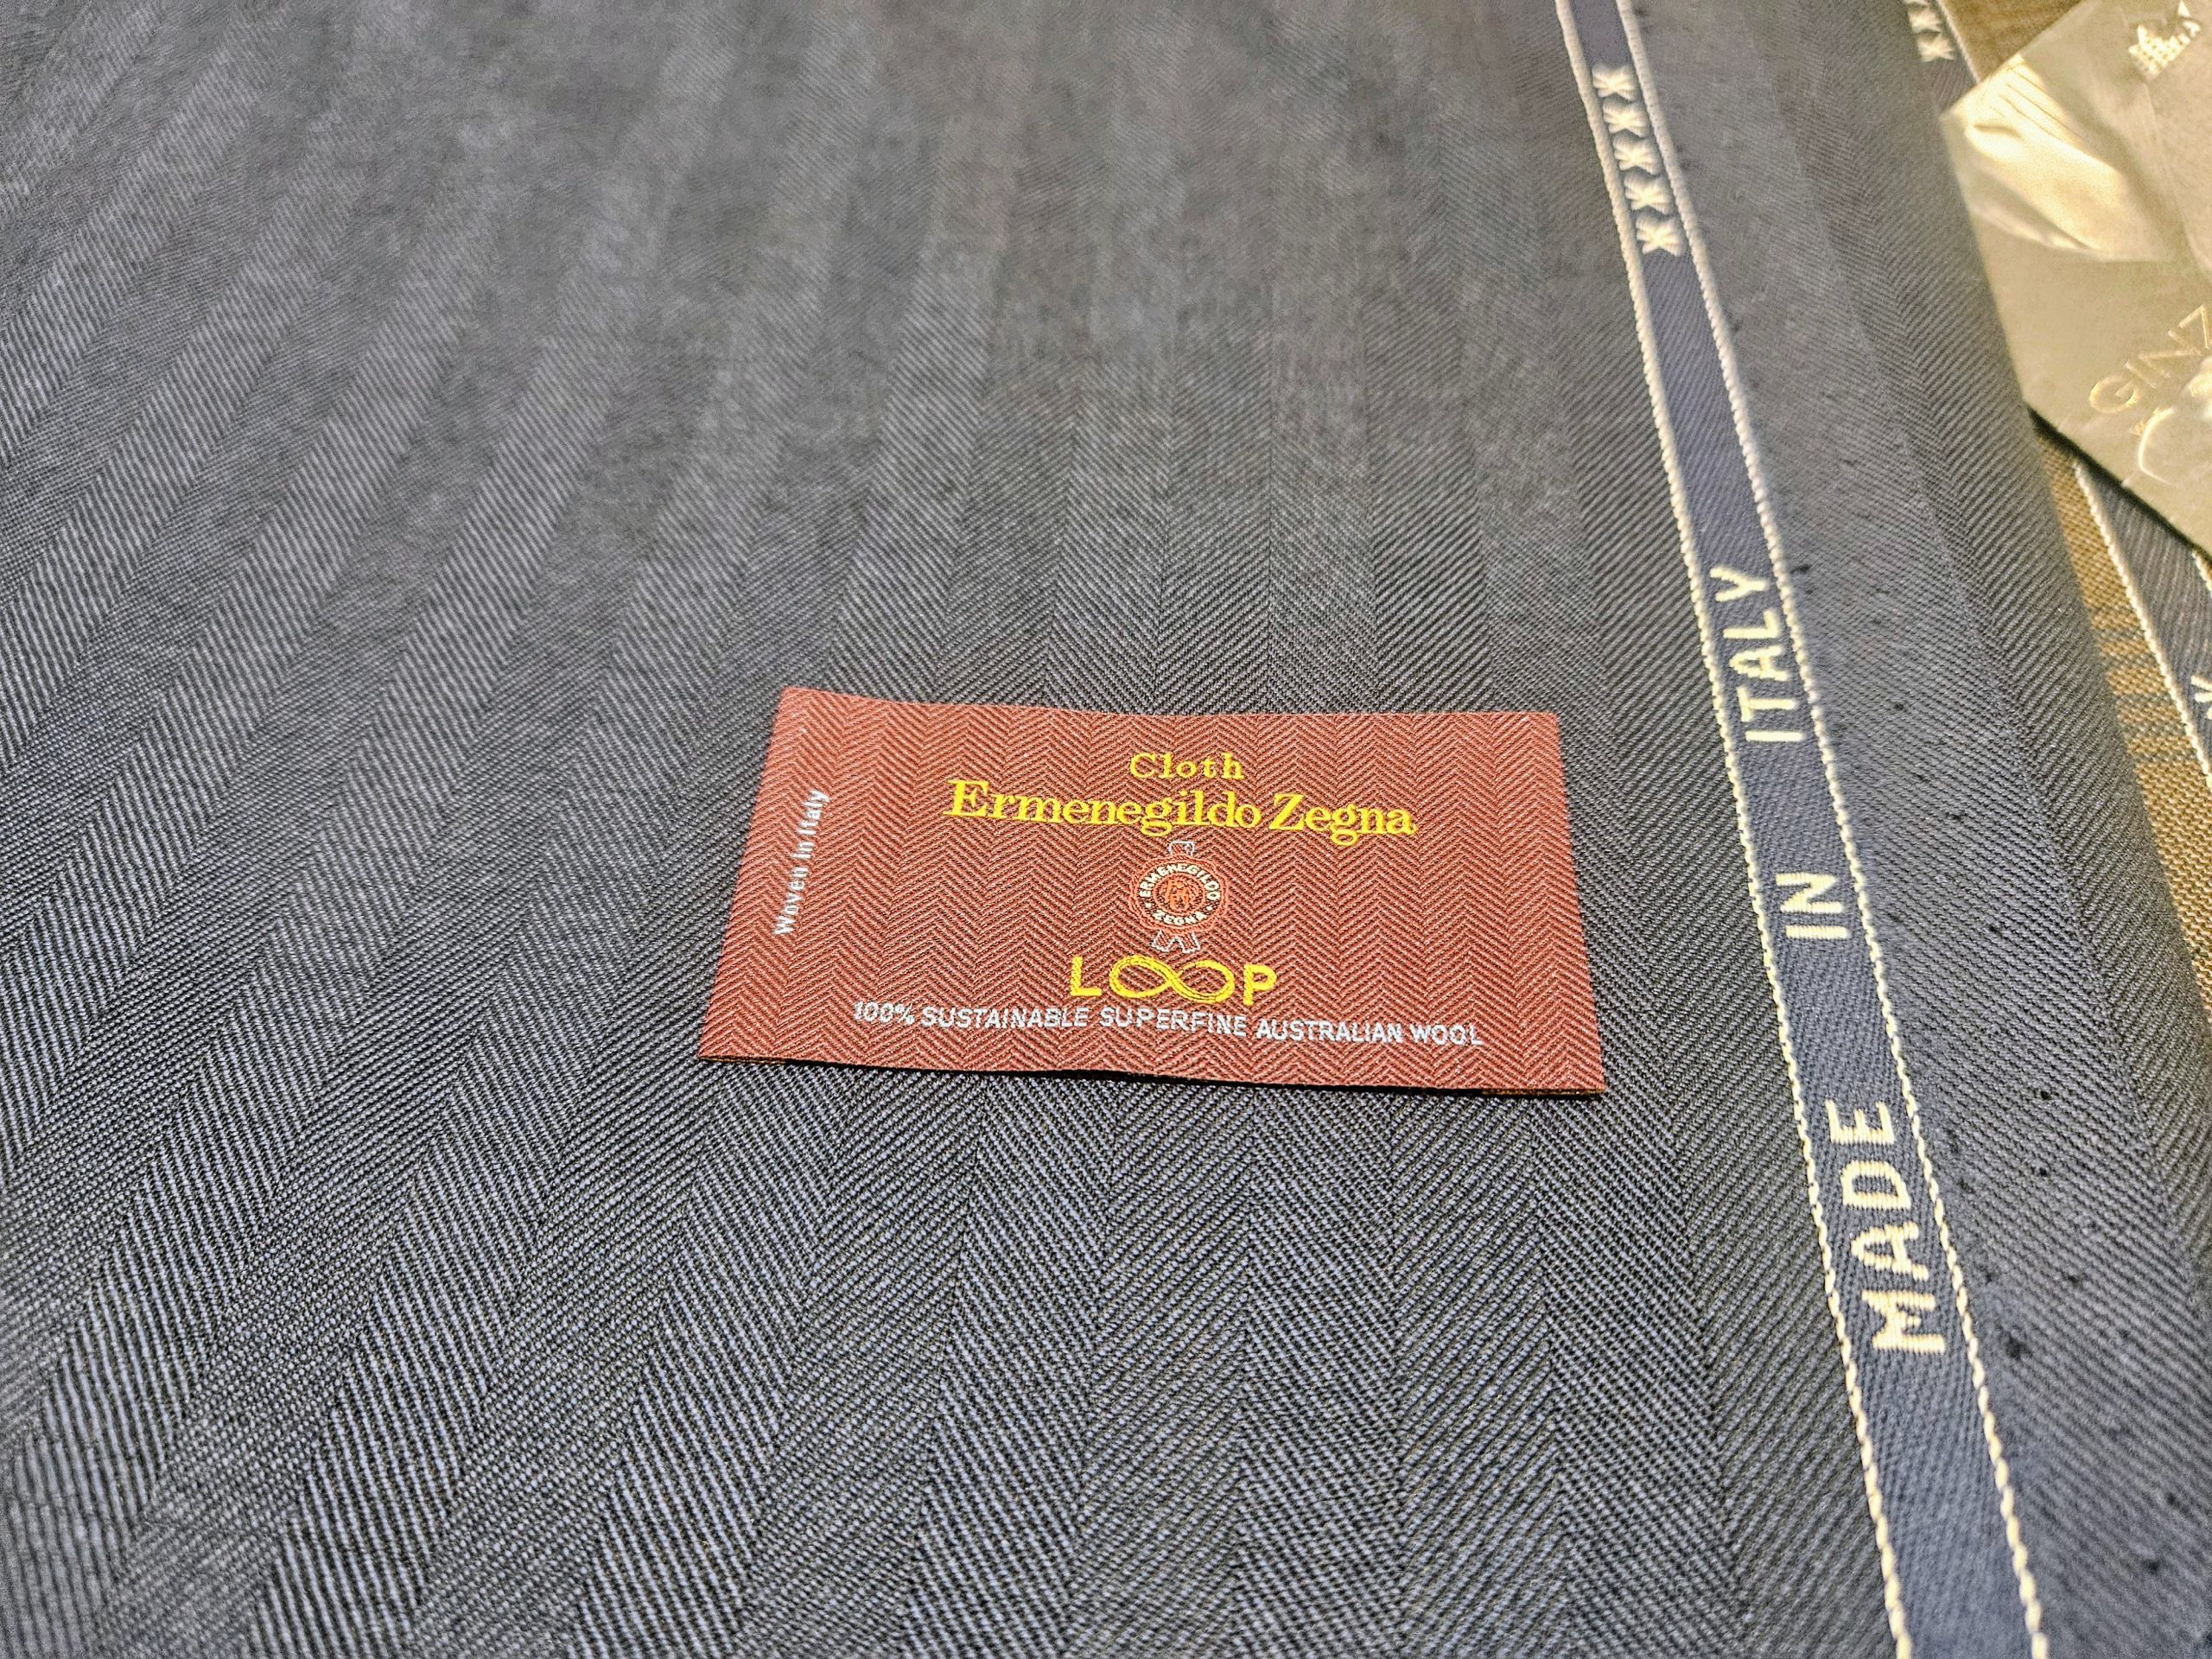 Cloth
Ermenegildo Zegna
ERMENEGILDO
ZEGNA
LOOP
100% SUSTAINABLE SUPERFINE AUSTRALIAN WOOL
Woven in Italy
MADE IN ITALY xxxxx